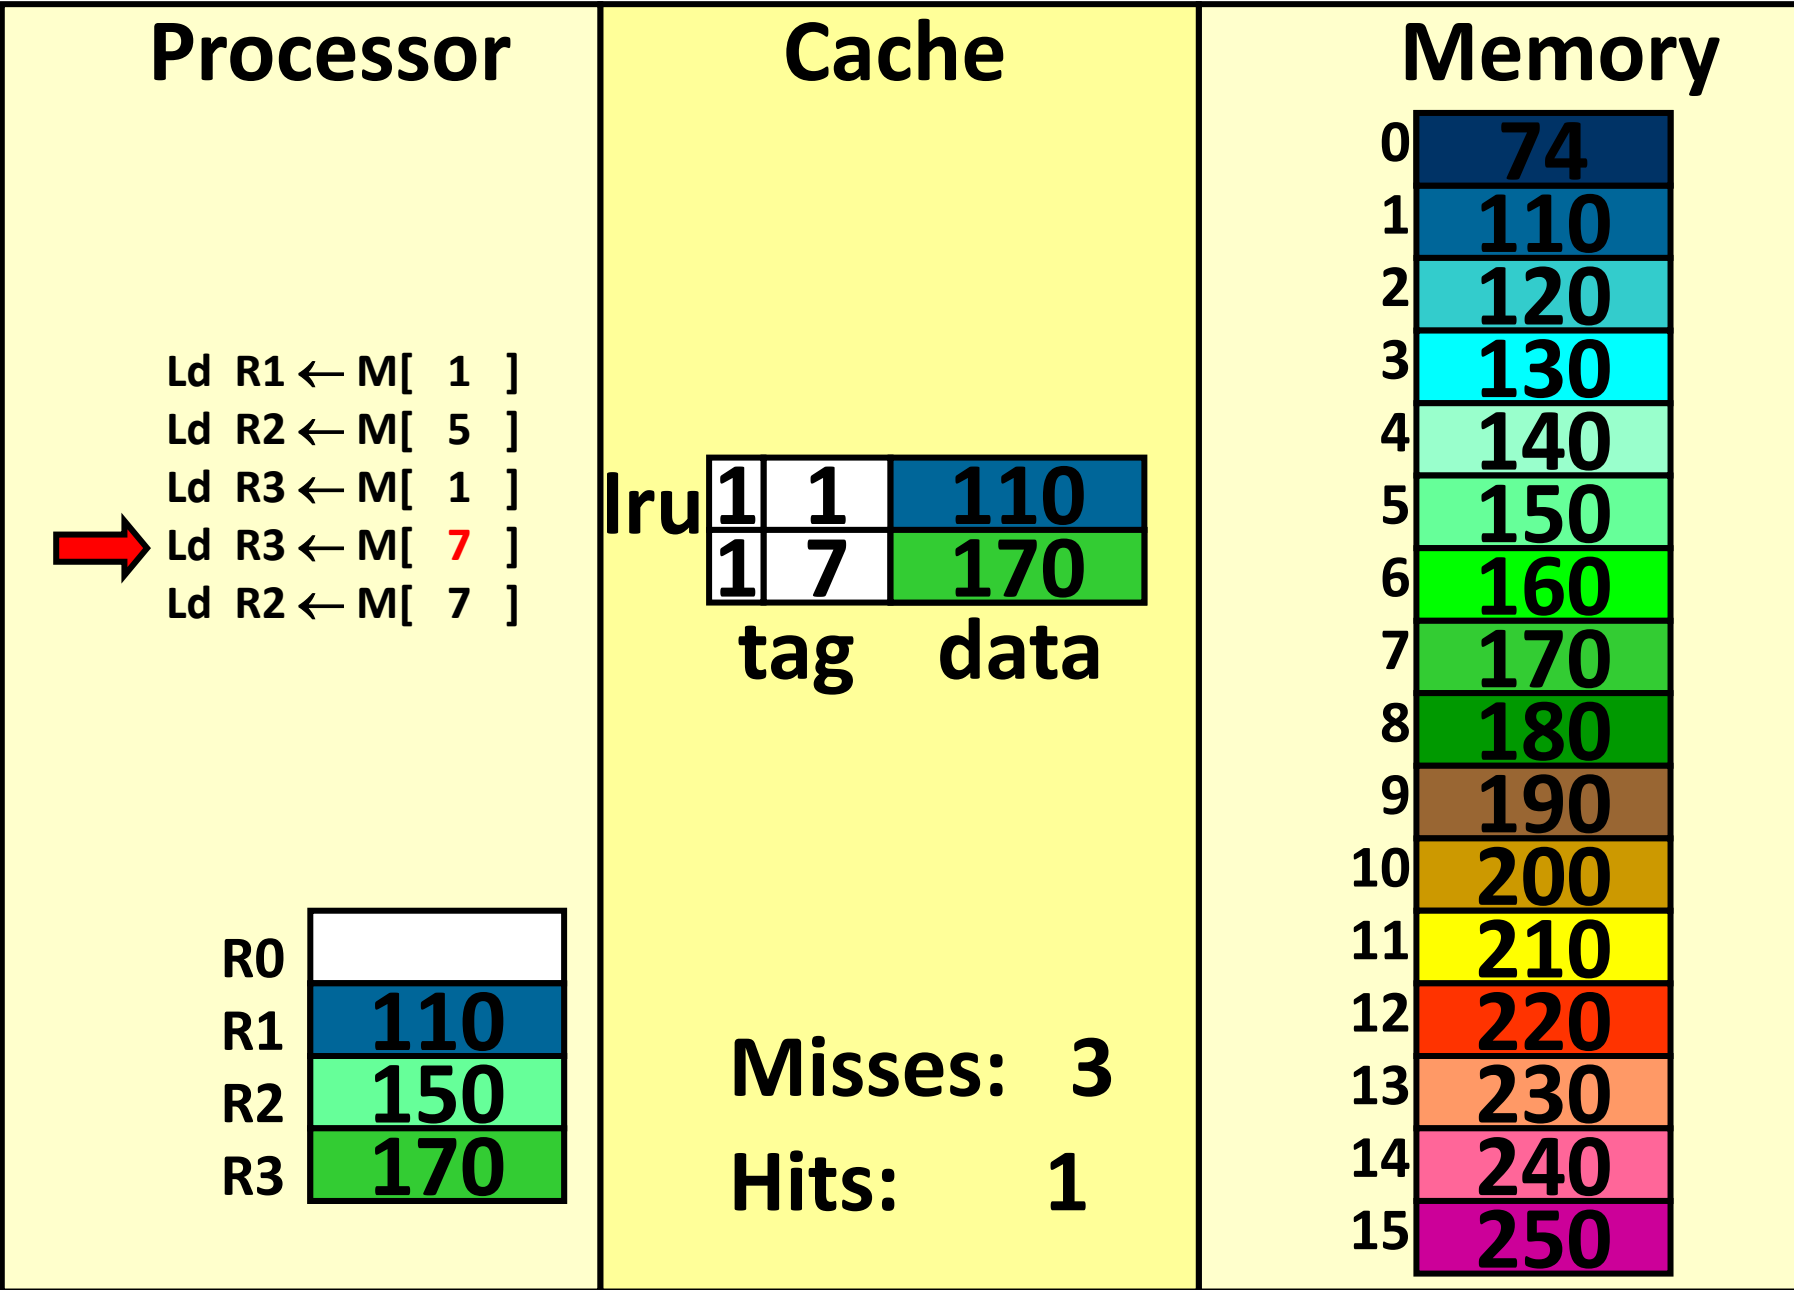 Processor
Ld R1 ← M[ 1 ]
Ld R2 ← M[ 5 ]
Ld R3 ← M[ 1 ]
Ld R3 ← M[ 7 ]
Ld R2 ← M[ 7 ]
R0
R1 110
R2 150
R3 170
Cache
lru 1 1 110
1 7 170
tag data
Misses: 3
Hits: 1
Memory
0 74
1 110
2 120
3 130
4 140
5 150
6 160
7 170
8 180
9 190
10 200
11 210
12 220
13 230
14 240
15 250